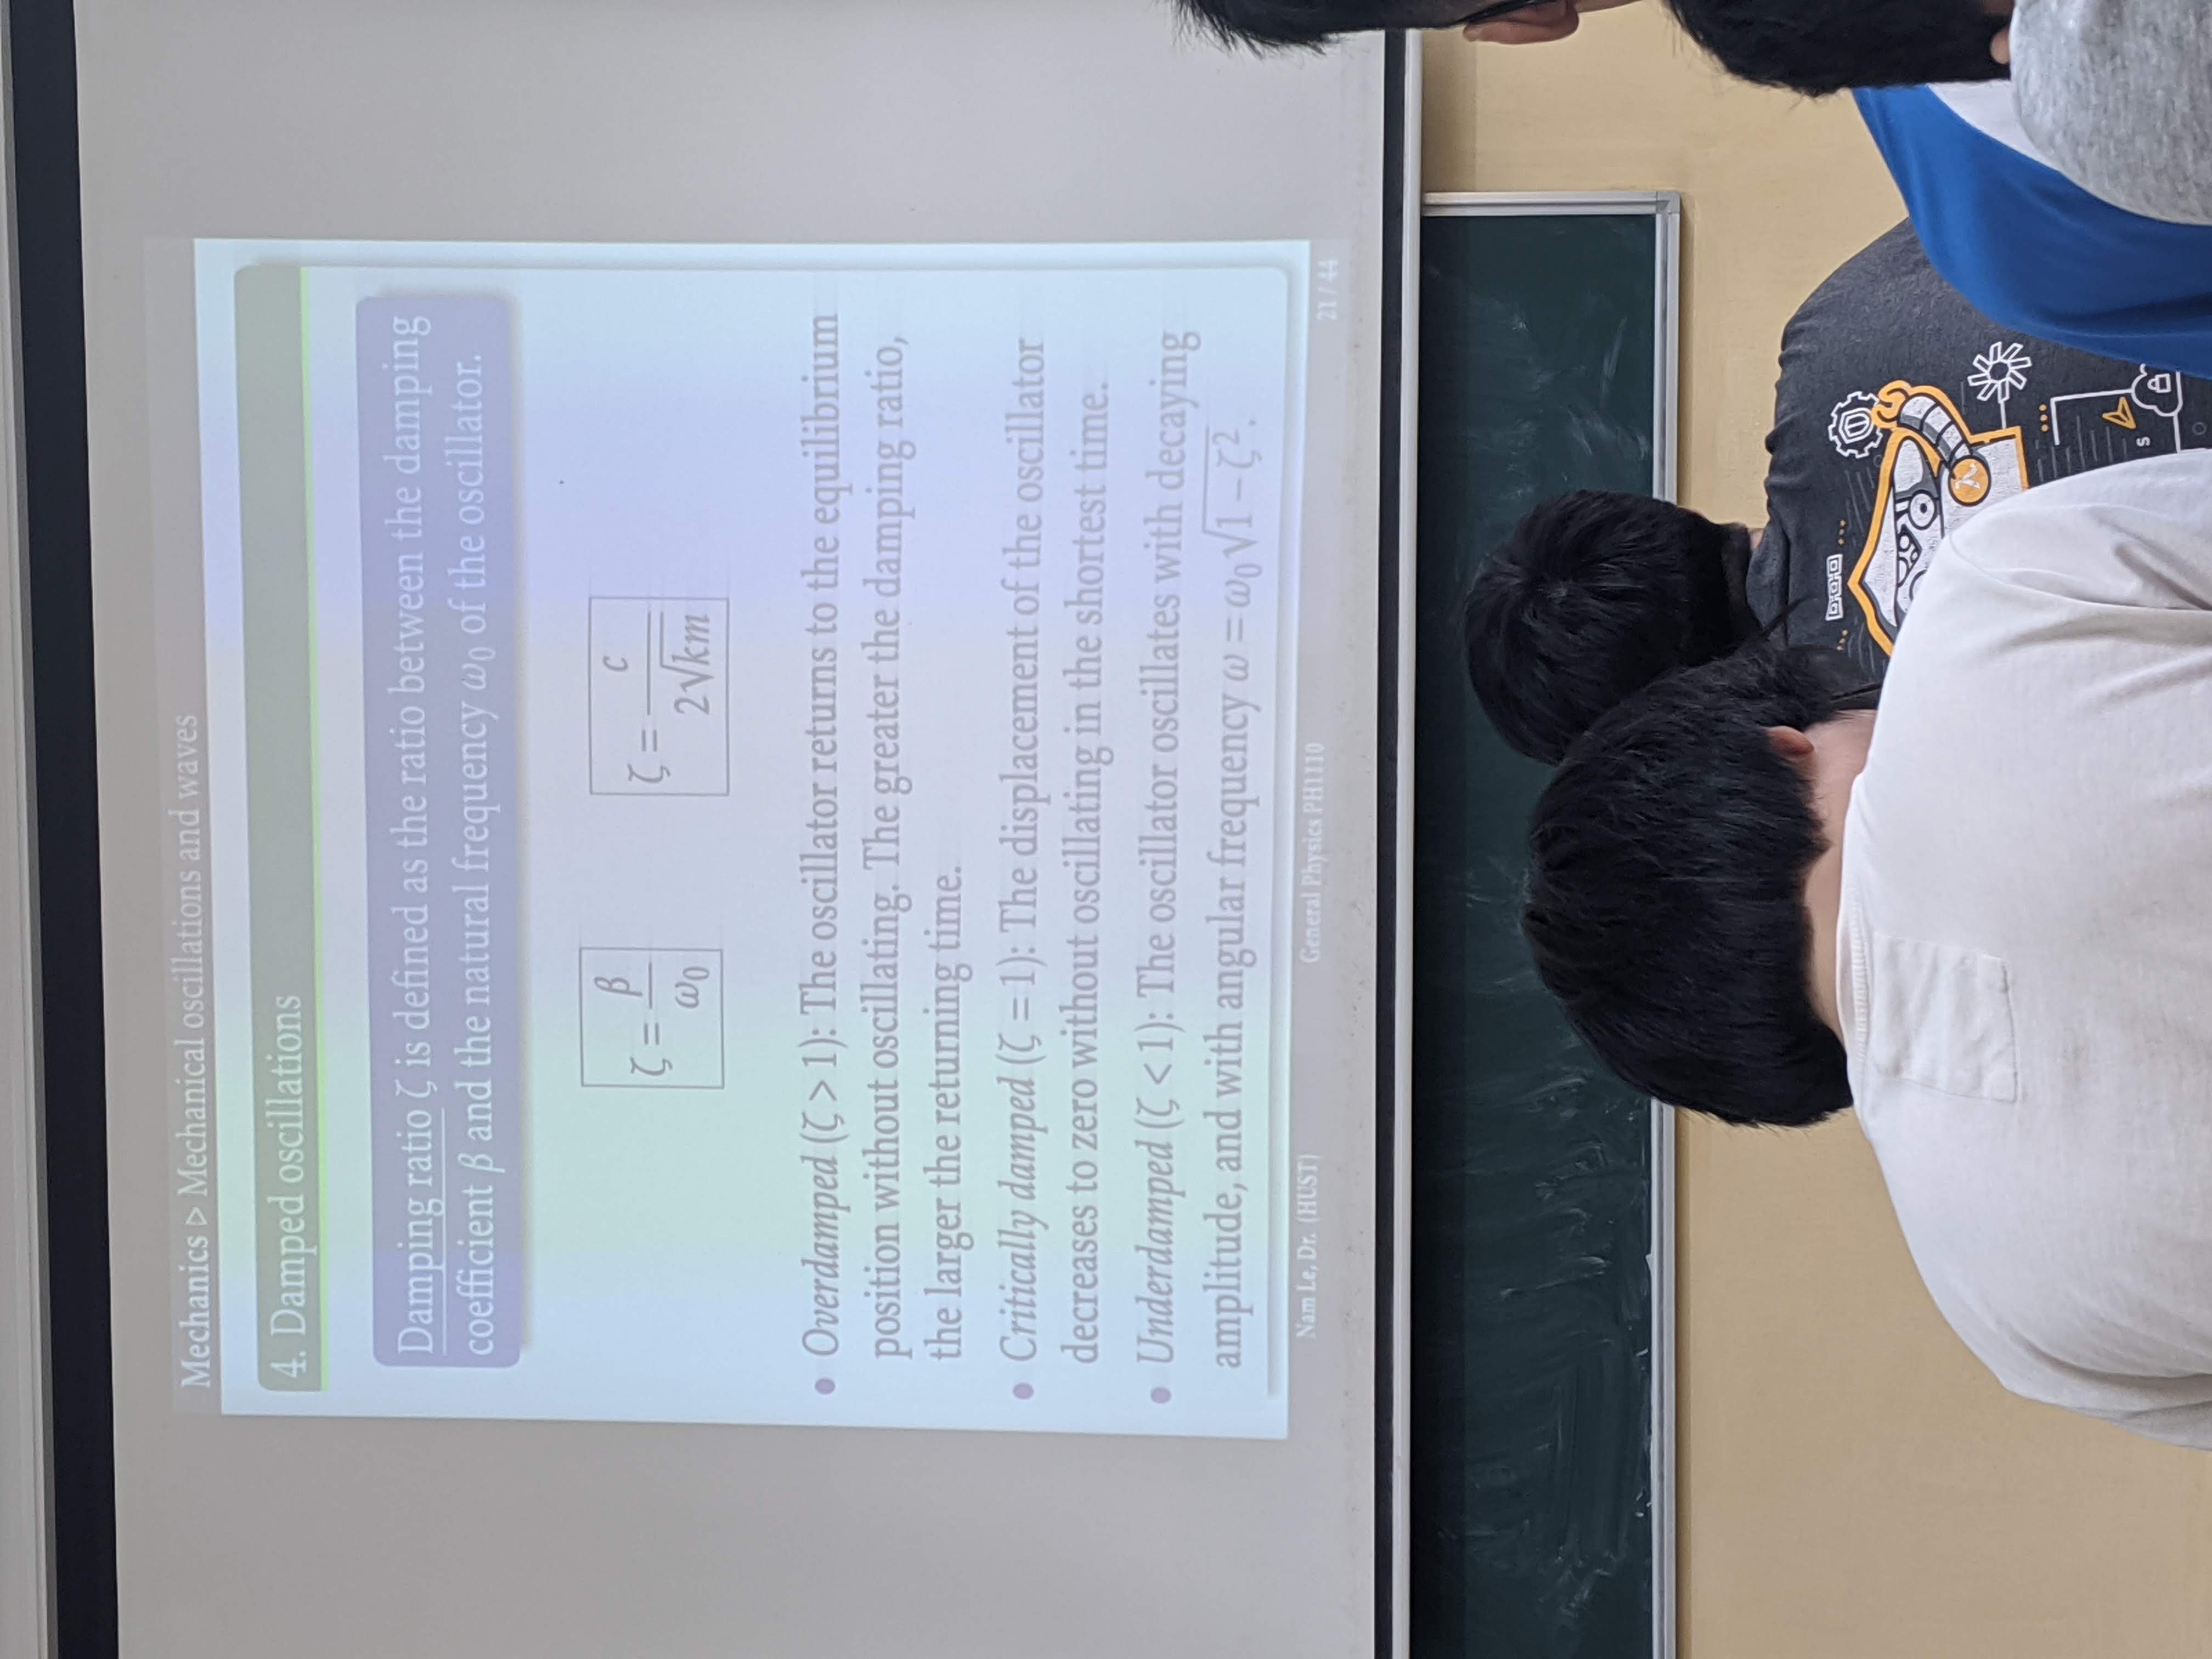 Mechanics ▷ Mechanical oscillations and waves
4. Damped oscillations
Damping ratio ζ is defined as the ratio between the damping
coefficient β and the natural frequency ω₀ of the oscillator.
ζ = β/ω₀
ζ = c/(2√km)
• Overdamped (ζ > 1): The oscillator returns to the equilibrium
position without oscillating. The greater the damping ratio,
the larger the returning time.
• Critically damped (ζ = 1): The displacement of the oscillator
decreases to zero without oscillating in the shortest time.
• Underdamped (ζ < 1): The oscillator oscillates with decaying
amplitude, and with angular frequency ω = ω₀√(1 − ζ²).
Nam Le, Dr. (HUST) General Physics PH1110 21 / 44
S